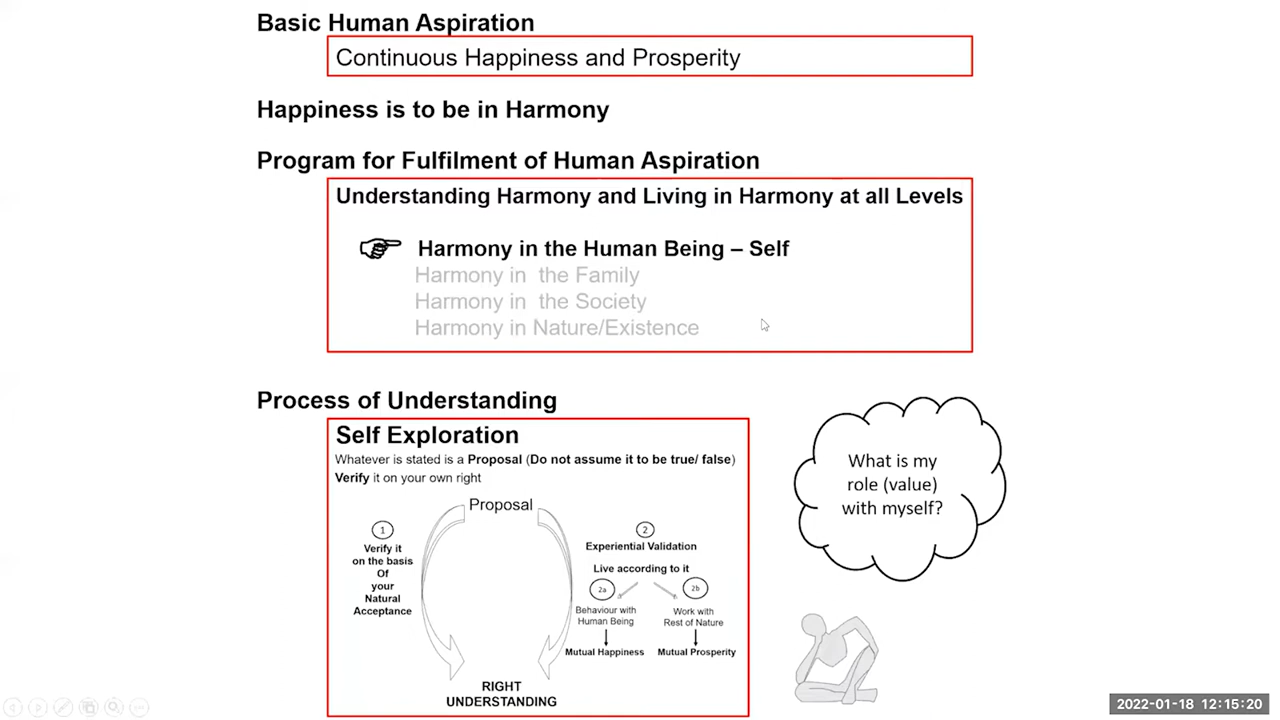 Basic Human Aspiration
Continuous Happiness and Prosperity
Happiness is to be in Harmony
Program for Fulfilment of Human Aspiration
Understanding Harmony and Living in Harmony at all Levels
Harmony in the Human Being – Self
Harmony in  the Family
Harmony in  the Society
Harmony in Nature/Existence
Process of Understanding
Self Exploration
Whatever is stated is a Proposal (Do not assume it to be true/ false)
Verify it on your own right
Proposal
1
Verify it
on the basis
Of
your
Natural
Acceptance
2
Experiential Validation
Live according to it
2a
Behaviour with
Human Being
Mutual Happiness
2b
Work with
Rest of Nature
Mutual Prosperity
RIGHT
UNDERSTANDING
What is my
role (value)
with myself?
2022-01-18 12:15:20